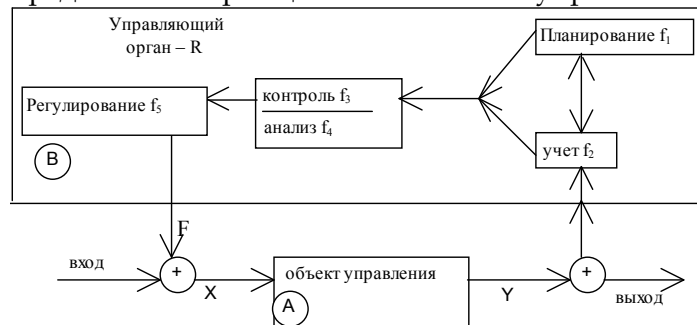 Управляющий
орган – R
Планирование f₁
контроль f₃
анализ f₄
Регулирование f₅
учет f₂
B
F
вход
+
X
объект управления
A
Y
+
выход